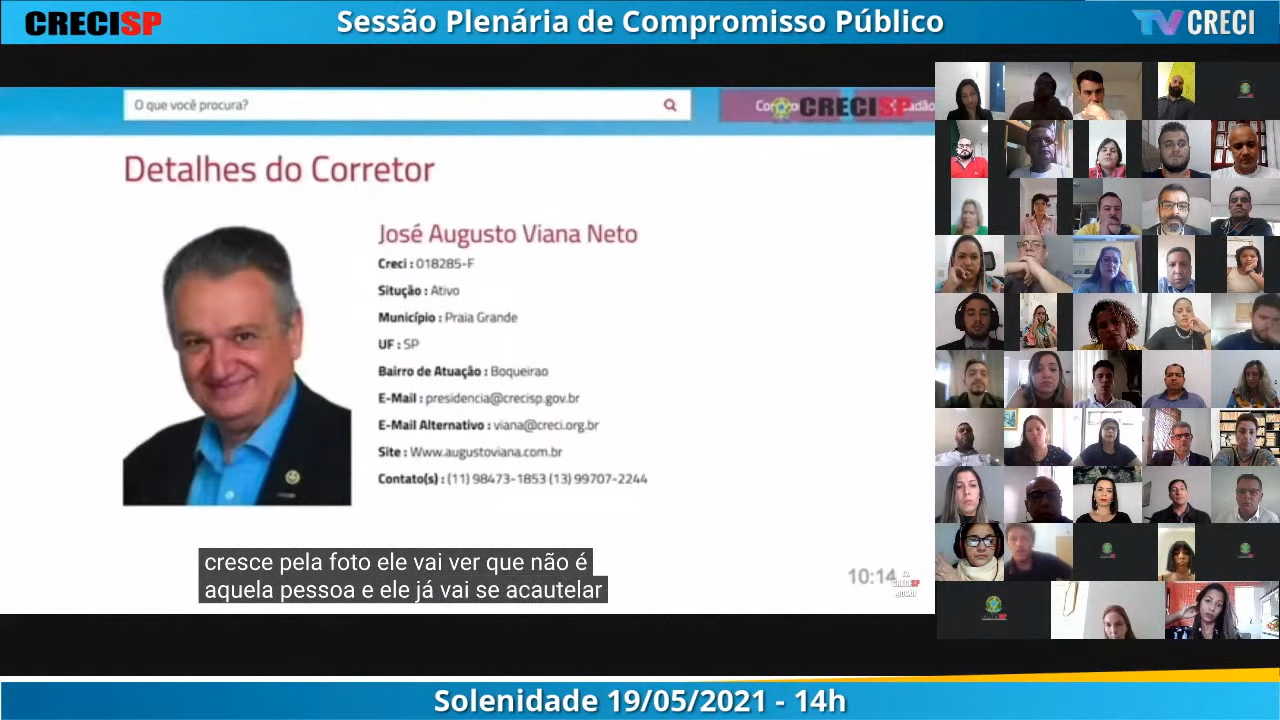 CRECISP
Sessão Plenária de Compromisso Público
TV CRECI
O que você procura?
CRECISP
Detalhes do Corretor
José Augusto Viana Neto
Creci : 018285-F
Situção : Ativo
Município : Praia Grande
UF : SP
Bairro de Atuação : Boqueirao
E-Mail : presidencia@crecisp.gov.br
E-Mail Alternativo : viana@creci.org.br
Site : Www.augustoviana.com.br
Contato(s) : (11) 98473-1853 (13) 99707-2244
cresce pela foto ele vai ver que não é
aquela pessoa e ele já vai se acautelar
10:14
Solenidade 19/05/2021 - 14h